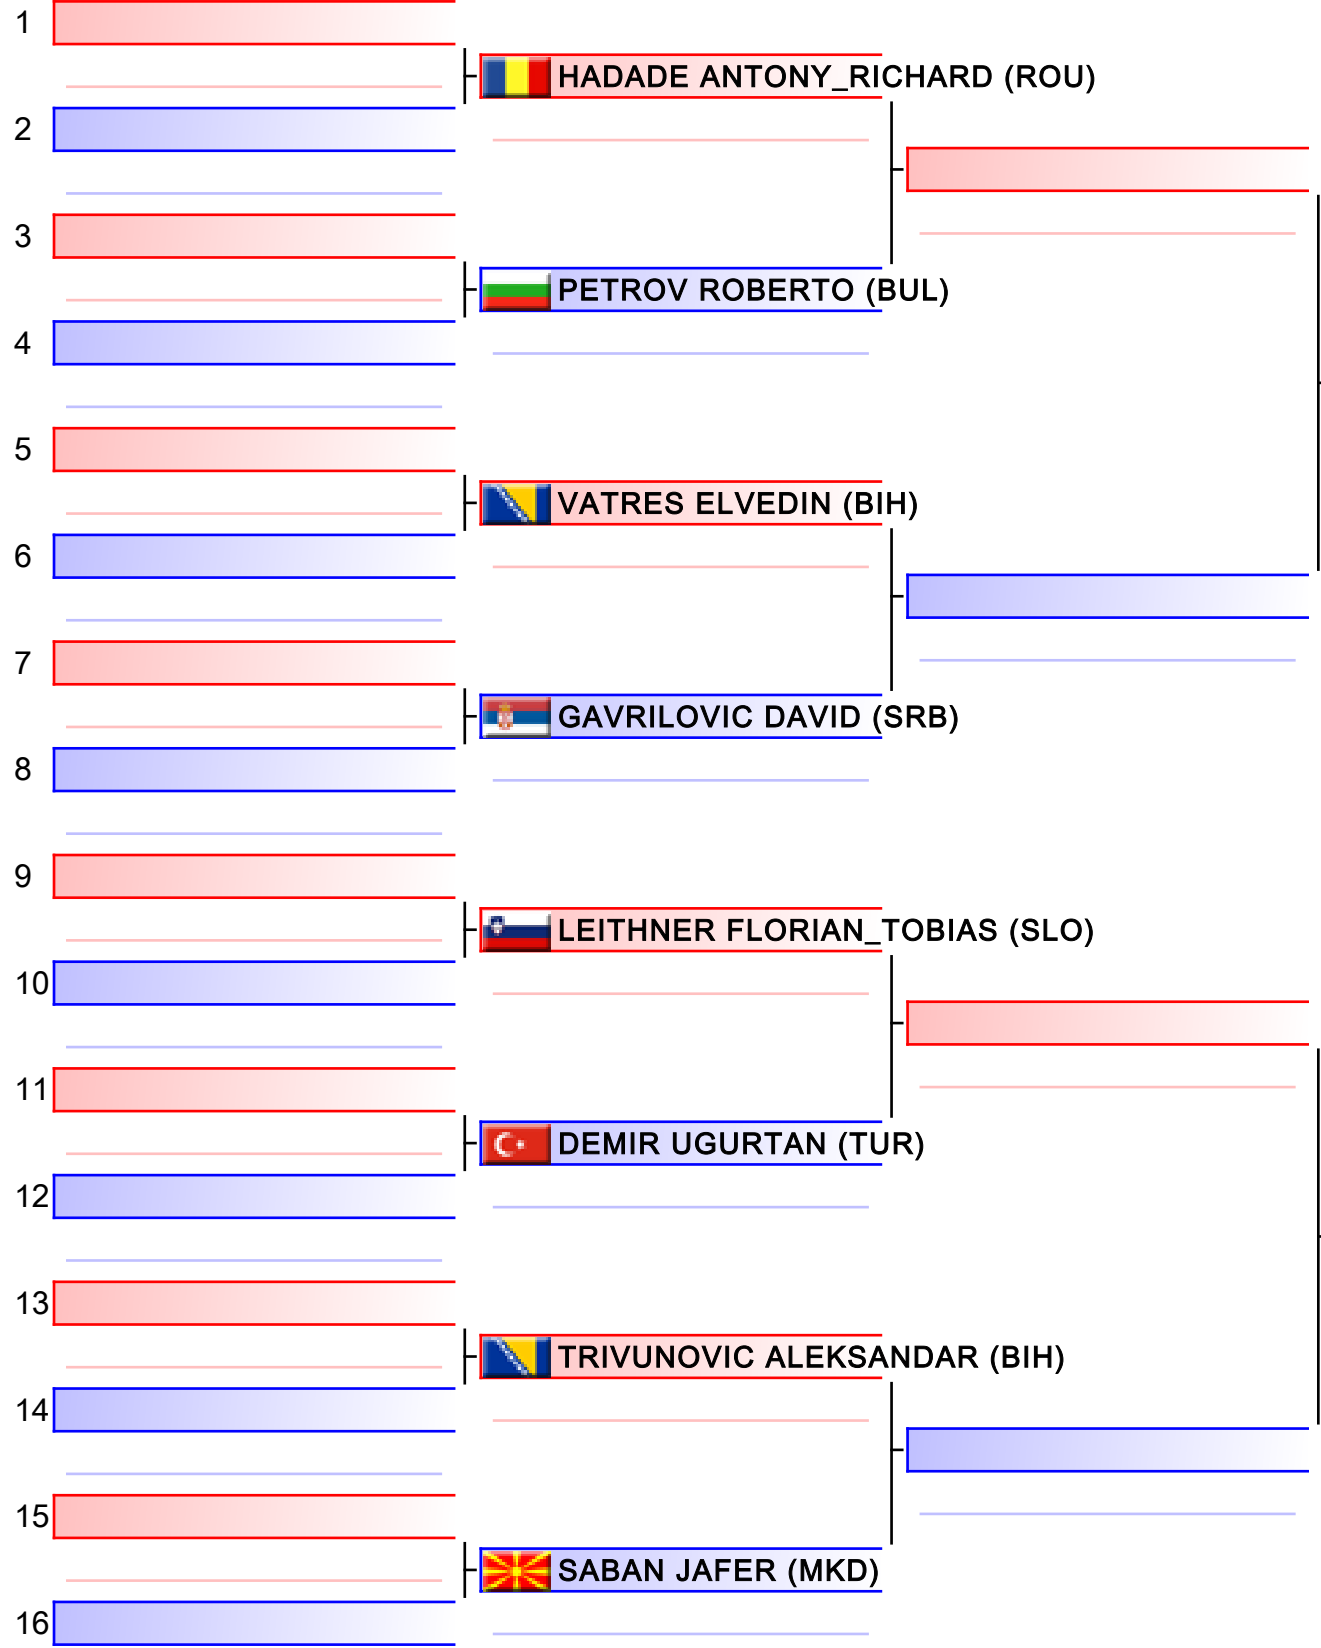 1
HADADE ANTONY_RICHARD (ROU)
2
3
PETROV ROBERTO (BUL)
4
5
VATRES ELVEDIN (BIH)
6
7
GAVRILOVIC DAVID (SRB)
8
9
LEITHNER FLORIAN_TOBIAS (SLO)
10
11
DEMIR UGURTAN (TUR)
12
13
TRIVUNOVIC ALEKSANDAR (BIH)
14
15
SABAN JAFER (MKD)
16